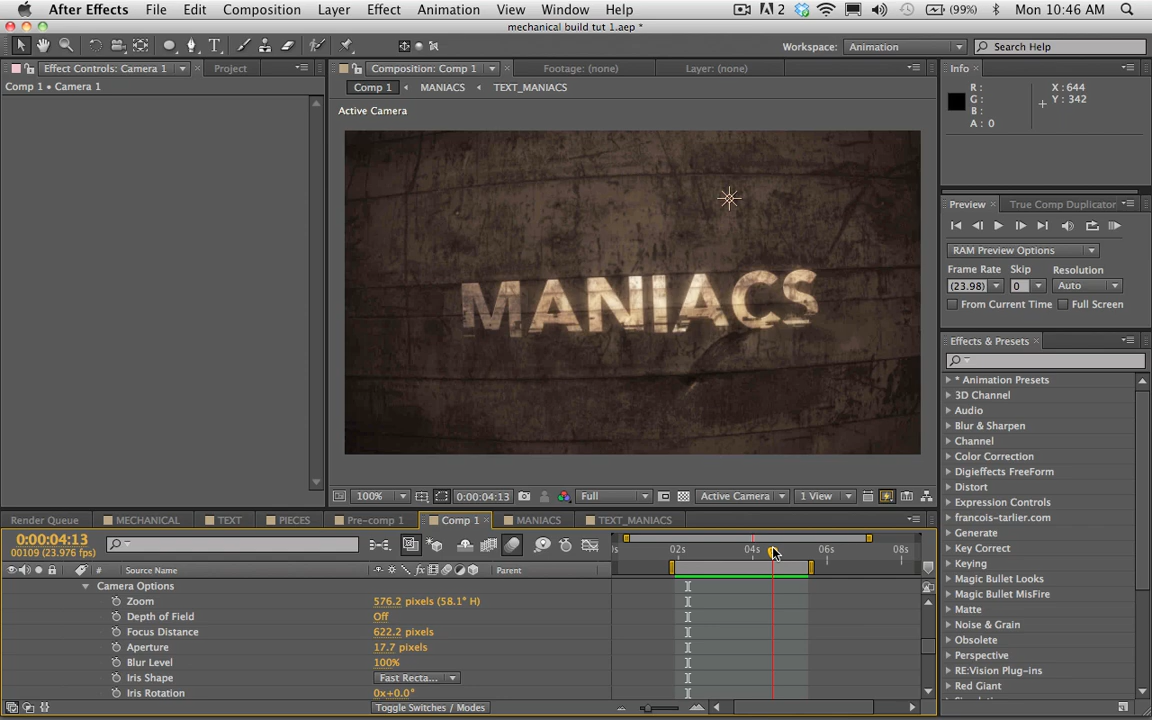 After Effects File Edit Composition Layer Effect Animation View Window Help 2 (99%) Mon 10:46 AM
mechanical build tut 1.aep *
Workspace: Animation Search Help
Effect Controls: Camera 1 Project Composition: Comp 1 Footage: (none) Layer: (none) Info
Comp 1 • Camera 1 Comp 1 MANIACS TEXT_MANIACS
R: X: 644
G: Y: 342
B:
A: 0
Active Camera
MANIACS
Preview True Comp Duplicator
RAM Preview Options
Frame Rate Skip Resolution
(23.98) 0 Auto
From Current Time Full Screen
Effects & Presets
* Animation Presets
3D Channel
Audio
Blur & Sharpen
Channel
Color Correction
Digieffects FreeForm
Distort
Expression Controls
francois-tarlier.com
Generate
Key Correct
Keying
Magic Bullet Looks
Magic Bullet MisFire
Matte
Noise & Grain
Obsolete
Perspective
RE:Vision Plug-ins
Red Giant
100% 0:00:04:13 Full Active Camera 1 View
Render Queue MECHANICAL TEXT PIECES Pre-comp 1 Comp 1 MANIACS TEXT_MANIACS
0:00:04:13
00109 (23.976 fps)
02s 04s 06s 08s
# Source Name Parent
Camera Options
Zoom 576.2 pixels (58.1° H)
Depth of Field Off
Focus Distance 622.2 pixels
Aperture 17.7 pixels
Blur Level 100%
Iris Shape Fast Recta...
Iris Rotation 0x+0.0°
Toggle Switches / Modes